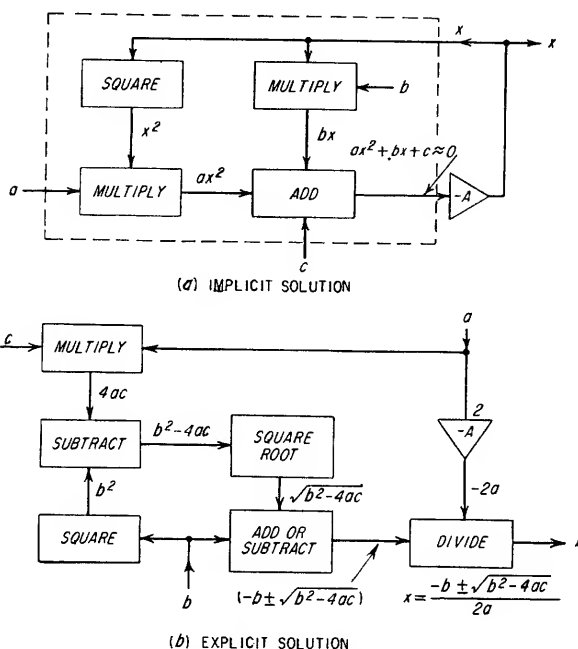 x
x
SQUARE
MULTIPLY
b
x²
bx
ax² + bx + c ≈ 0
a
MULTIPLY
ax²
ADD
-A
c
(a) IMPLICIT SOLUTION
a
c
MULTIPLY
4ac
2
-A
SUBTRACT
b² - 4ac
SQUARE
ROOT
b²
√b² - 4ac
-2a
SQUARE
ADD OR
SUBTRACT
DIVIDE
b
(-b ± √b² - 4ac)
x = -b ± √b² - 4ac
2a
(b) EXPLICIT SOLUTION